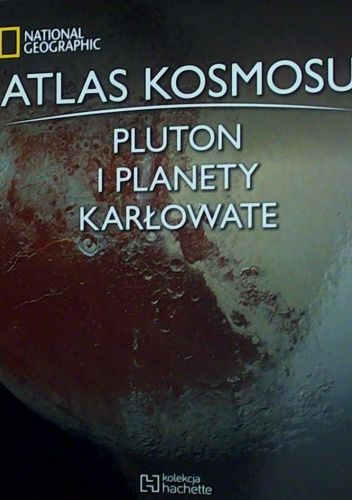 NATIONAL
GEOGRAPHIC
ATLAS KOSMOSU
PLUTON
I PLANETY
KARŁOWATE
kolekcja
hachette